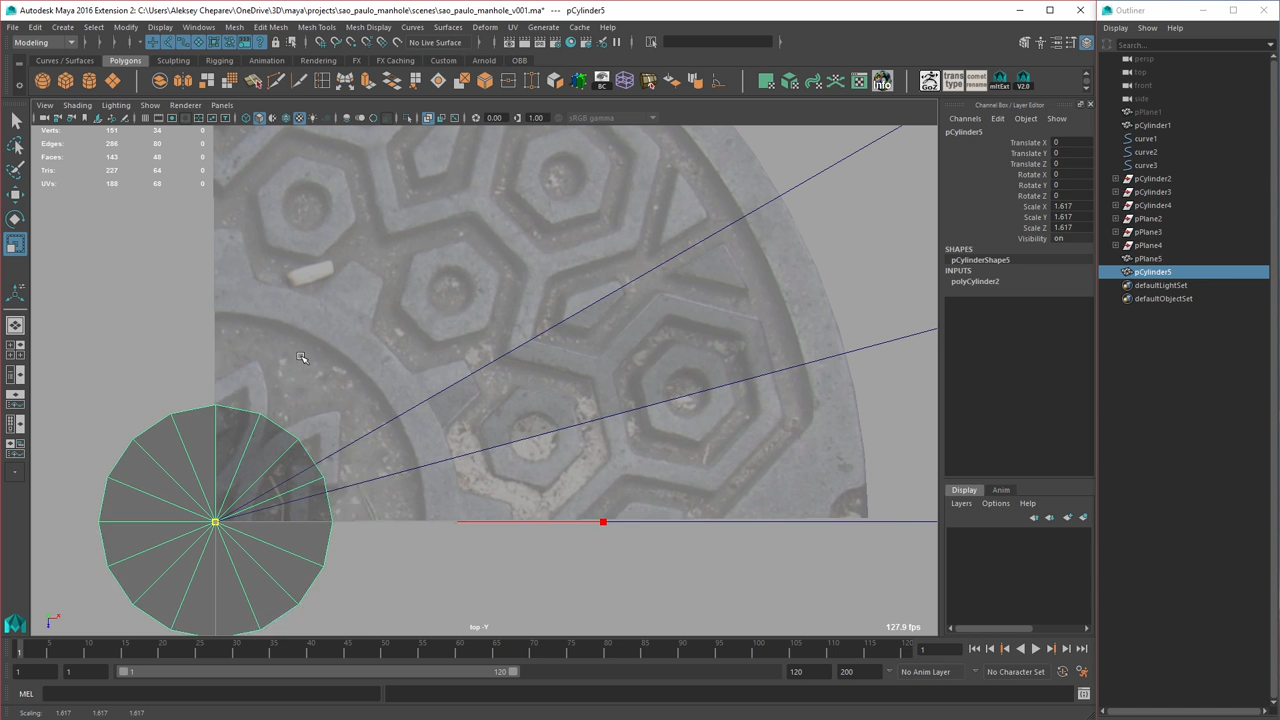 Autodesk Maya 2016 Extension 2: C:\Users\Aleksey Cheparev\OneDrive\3D\maya\projects\sao_paulo_manhole\scenes\sao_paulo_manhole_v001.ma*  ---  pCylinder5
Outliner
File Edit Create Select Modify Display Windows Mesh Edit Mesh Mesh Tools Mesh Display Curves Surfaces Deform UV Generate Cache Help
Display Show Help
Modeling No Live Surface
Search...
Curves / Surfaces Polygons Sculpting Rigging Animation Rendering FX FX Caching Custom Arnold OBB
BC Info Go2 trans type comet rename mltExt V2.0
View Shading Lighting Show Renderer Panels
0.00 1.00 sRGB gamma
Channel Box / Layer Editor
Channels Edit Object Show
Verts: 151 34 0
Edges: 286 80 0
Faces: 143 48 0
Tris: 227 64 0
UVs: 188 68 0
pCylinder5
Translate X 0
Translate Y 0
Translate Z 0
Rotate X 0
Rotate Y 0
Rotate Z 0
Scale X 1.617
Scale Y 1.617
Scale Z 1.617
Visibility on
SHAPES
pCylinderShape5
INPUTS
polyCylinder2
persp
top
front
side
pPlane1
pCylinder1
curve1
curve2
curve3
pCylinder2
pCylinder3
pCylinder4
pPlane2
pPlane3
pPlane4
pPlane5
pCylinder5
defaultLightSet
defaultObjectSet
Display Anim
Layers Options Help
top -Y
127.9 fps
5 10 15 20 25 30 35 40 45 50 55 60 65 70 75 80 85 90 95 100 105 110 115 120
1
1
1 1 1 120 120 200 No Anim Layer No Character Set
MEL
Scaling: 1.617 1.617 1.617